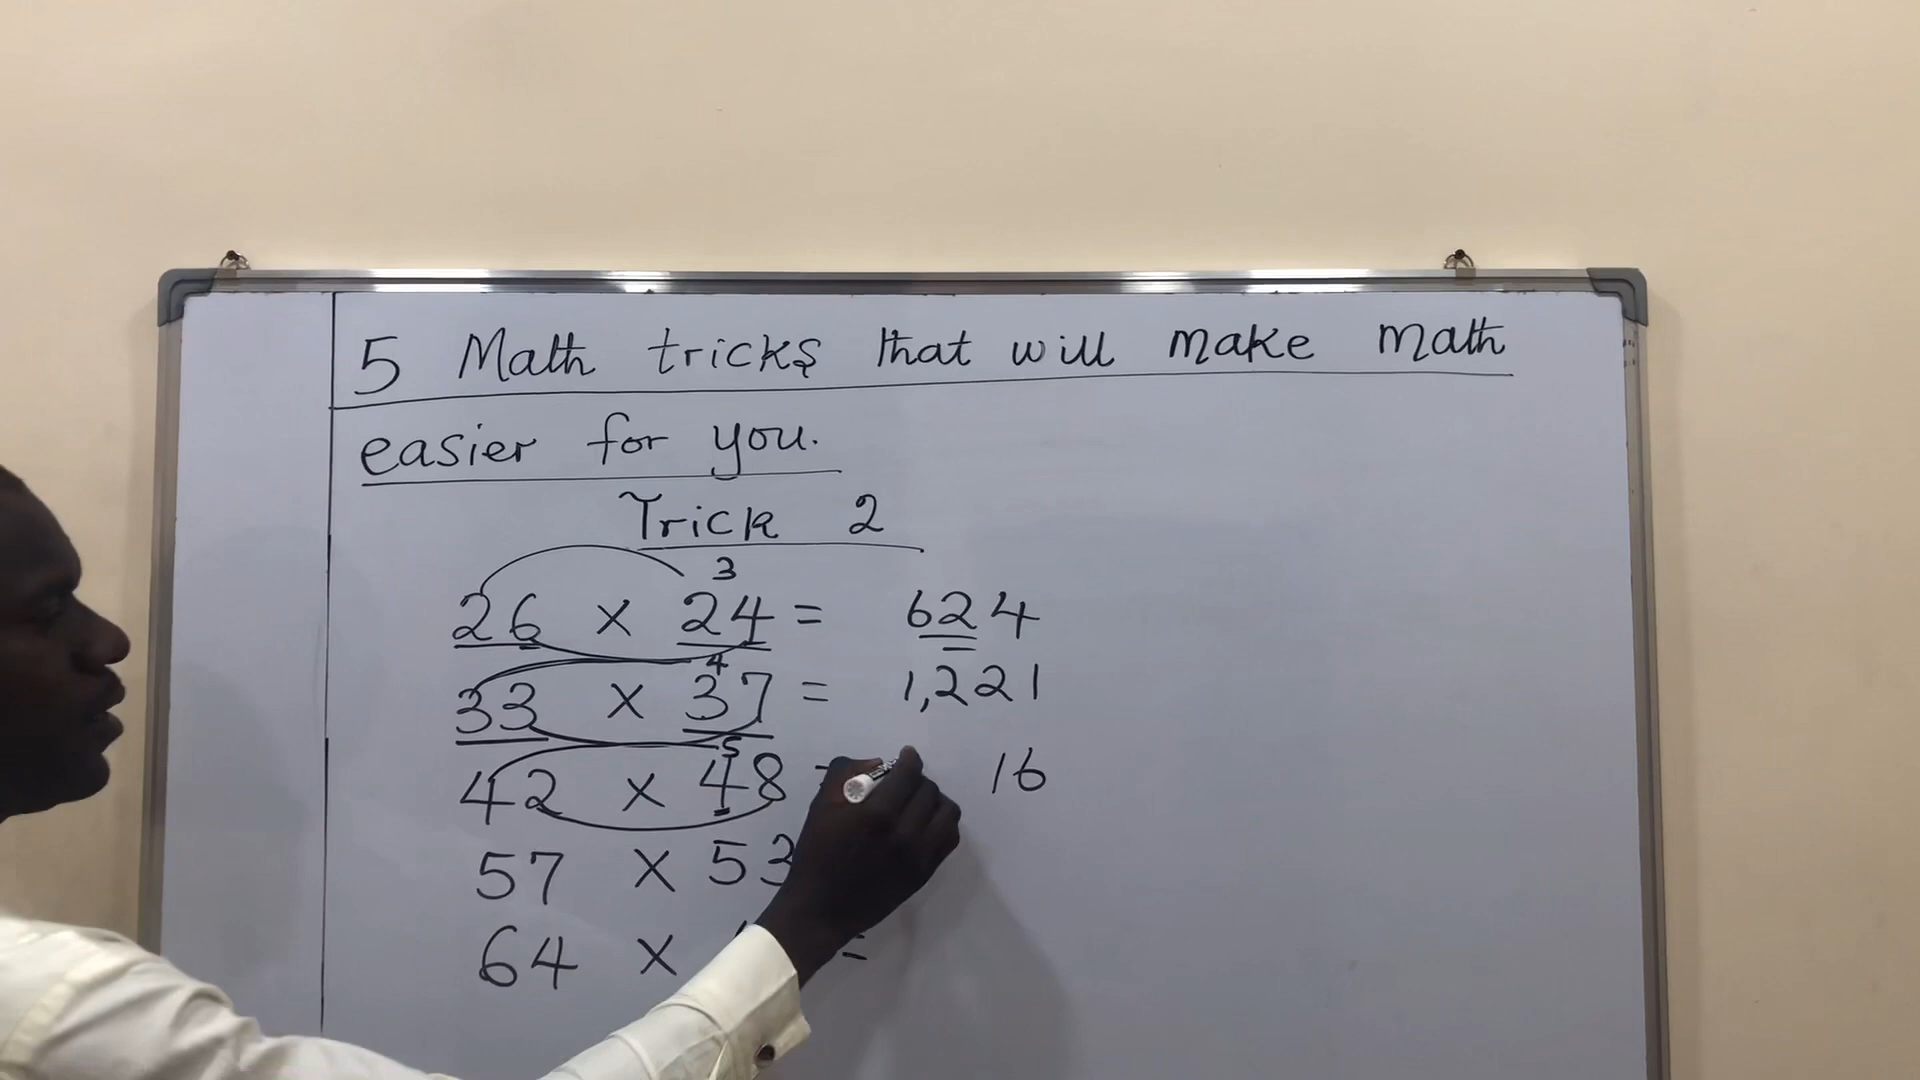 5 Math tricks that will make math
easier for you.
Trick 2
3
26 × 24 = 624
4
33 × 37 = 1,221
5
42 × 48 = 16
57 × 53
64 × =